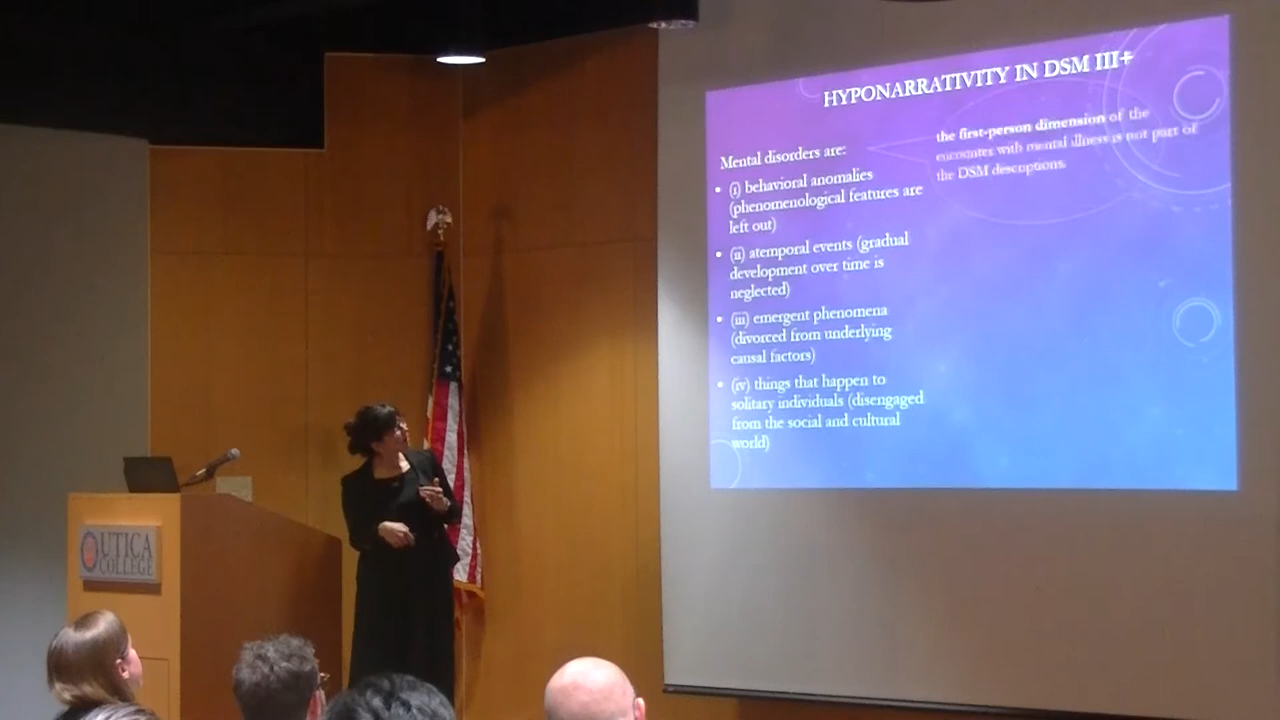 HYPONARRATIVITY IN DSM III+
Mental disorders are:
• (i) behavioral anomalies
(phenomenological features are
left out)
• (ii) atemporal events (gradual
development over time is
neglected)
• (iii) emergent phenomena
(divorced from underlying
causal factors)
• (iv) things that happen to
solitary individuals (disengaged
from the social and cultural
world)
the first-person dimension of the
encounter with mental illness is not part of
the DSM descriptions.
UTICA
COLLEGE